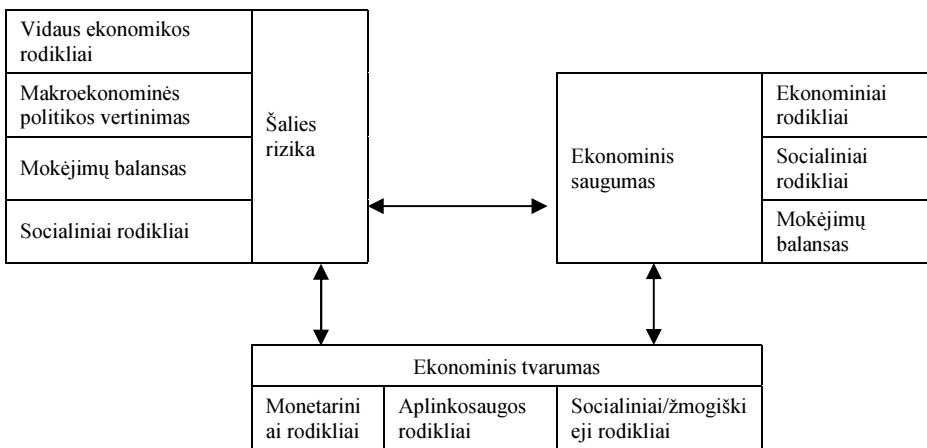 Vidaus ekonomikos
rodikliai
Makroekonominės
politikos vertinimas
Mokėjimų balansas
Socialiniai rodikliai
Šalies
rizika
Ekonominis
saugumas
Ekonominiai
rodikliai
Socialiniai
rodikliai
Mokėjimų
balansas
Ekonominis tvarumas
Monetarini
ai rodikliai
Aplinkosaugos
rodikliai
Socialiniai/žmogiški
eji rodikliai